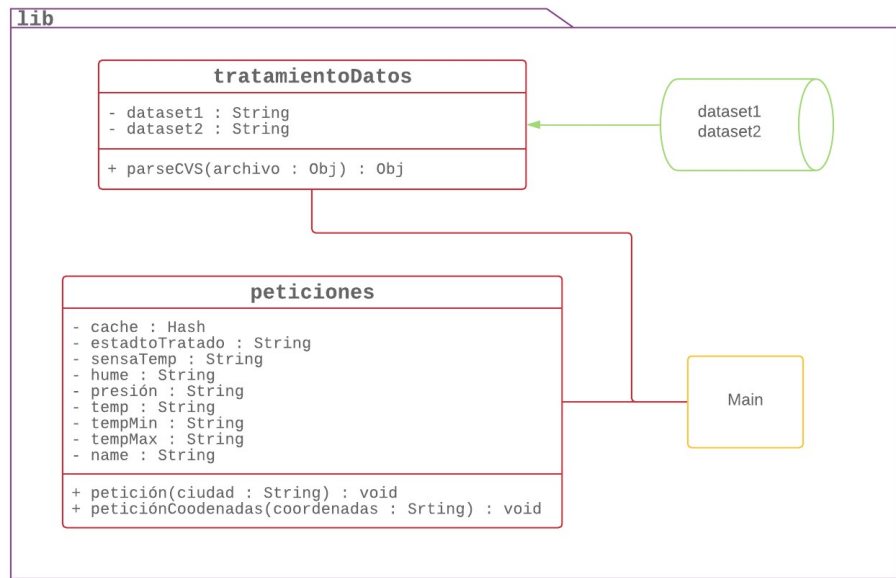 lib
tratamientoDatos
- dataset1 : String
- dataset2 : String
+ parseCVS(archivo : Obj) : Obj
dataset1
dataset2
peticiones
- cache : Hash
- estadtoTratado : String
- sensaTemp : String
- hume : String
- presión : String
- temp : String
- tempMin : String
- tempMax : String
- name : String
+ petición(ciudad : String) : void
+ peticiónCoodenadas(coordenadas : Srting) : void
Main